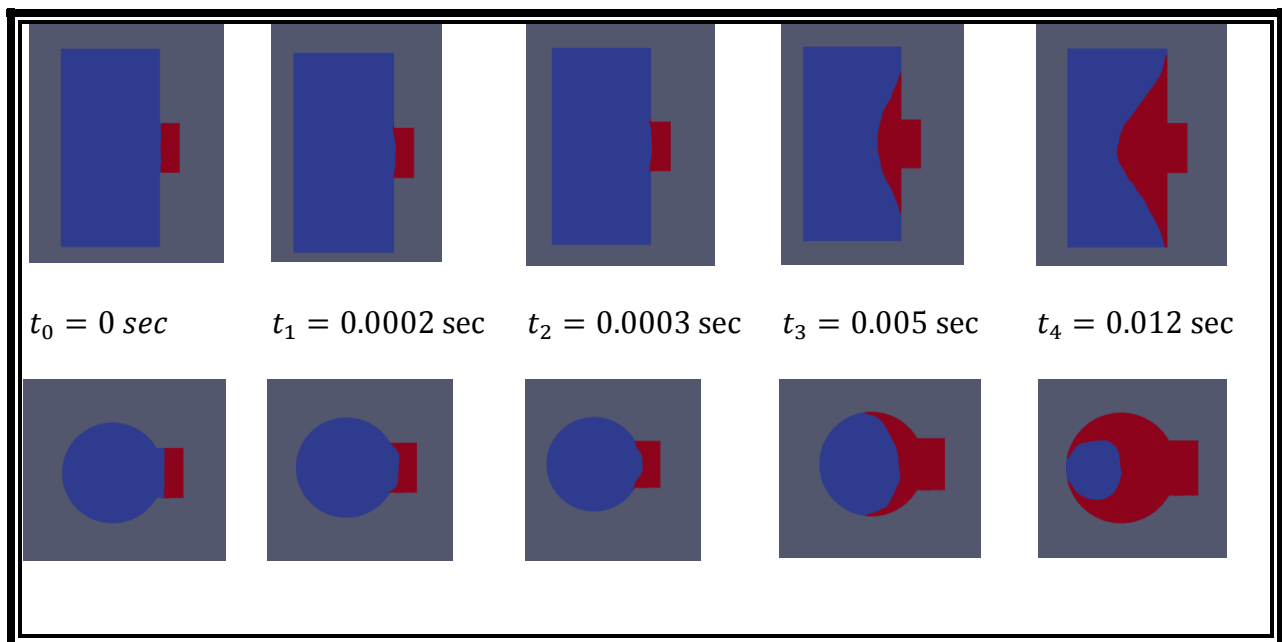 t₀ = 0 sec t₁ = 0.0002 sec t₂ = 0.0003 sec t₃ = 0.005 sec t₄ = 0.012 sec